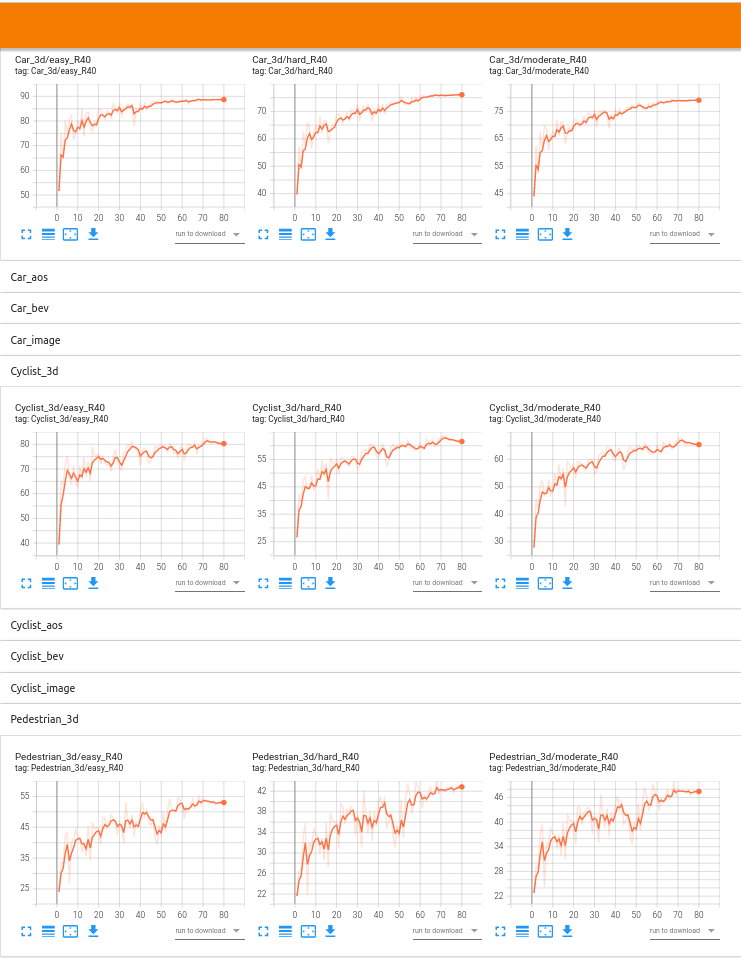 Car_3d/easy_R40
tag: Car_3d/easy_R40
90
80
70
60
50
0 10 20 30 40 50 60 70 80
run to download
Car_3d/hard_R40
tag: Car_3d/hard_R40
70
60
50
40
0 10 20 30 40 50 60 70 80
run to download
Car_3d/moderate_R40
tag: Car_3d/moderate_R40
75
65
55
45
0 10 20 30 40 50 60 70 80
run to download
Car_aos
Car_bev
Car_image
Cyclist_3d
Cyclist_3d/easy_R40
tag: Cyclist_3d/easy_R40
80
70
60
50
40
0 10 20 30 40 50 60 70 80
run to download
Cyclist_3d/hard_R40
tag: Cyclist_3d/hard_R40
55
45
35
25
0 10 20 30 40 50 60 70 80
run to download
Cyclist_3d/moderate_R40
tag: Cyclist_3d/moderate_R40
60
50
40
30
0 10 20 30 40 50 60 70 80
run to download
Cyclist_aos
Cyclist_bev
Cyclist_image
Pedestrian_3d
Pedestrian_3d/easy_R40
tag: Pedestrian_3d/easy_R40
55
45
35
25
0 10 20 30 40 50 60 70 80
run to download
Pedestrian_3d/hard_R40
tag: Pedestrian_3d/hard_R40
42
38
34
30
26
22
0 10 20 30 40 50 60 70 80
run to download
Pedestrian_3d/moderate_R40
tag: Pedestrian_3d/moderate_R40
46
40
34
28
22
0 10 20 30 40 50 60 70 80
run to download